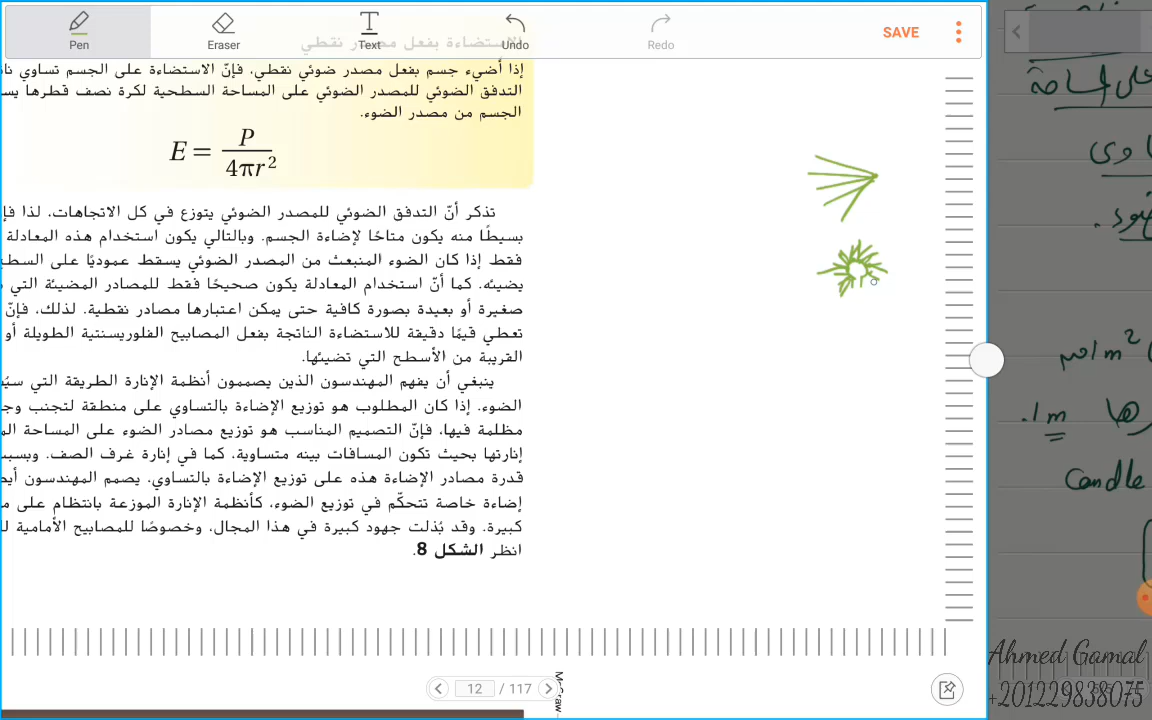 Pen
Eraser
Text
Undo
Redo
SAVE
الاستضاءة بفعل مصدر نقطي
إذا أضيء جسم بفعل مصدر ضوئي نقطي، فإنّ الاستضاءة على الجسم تساوي
التدفق الضوئي للمصدر الضوئي على المساحة السطحية لكرة نصف قطرها
الجسم من مصدر الضوء.
E = P / 4πr²
تذكر أنّ التدفق الضوئي للمصدر الضوئي يتوزع في كل الاتجاهات، لذا
بسيطًا منه يكون متاحًا لإضاءة الجسم. وبالتالي يكون استخدام هذه المعادلة
فقط إذا كان الضوء المنبعث من المصدر الضوئي يسقط عموديًا على
يضيئه. كما أنّ استخدام المعادلة يكون صحيحًا فقط للمصادر المضيئة التي
صغيرة أو بعيدة بصورة كافية حتى يمكن اعتبارها مصادر نقطية. لذلك، فإنّ
تعطي قيمًا دقيقة للاستضاءة الناتجة بفعل المصابيح الفلوريسنتية الطويلة أو
القريبة من الأسطح التي تضيئها.
ينبغي أن يفهم المهندسون الذين يصممون أنظمة الإنارة الطريقة التي
الضوء. إذا كان المطلوب هو توزيع الإضاءة بالتساوي على منطقة لتجنب
مظلمة فيها، فإنّ التصميم المناسب هو توزيع مصادر الضوء على المساحة
إنارتها بحيث تكون المسافات بينه متساوية، كما في إنارة غرف الصف.
قدرة مصادر الإضاءة هذه على توزيع الإضاءة بالتساوي، يصمم المهندسون
إضاءة خاصة تتحكّم في توزيع الضوء، كأنظمة الإنارة الموزعة بانتظام على
كبيرة. وقد بُذلت جهود كبيرة في هذا المجال، وخصوصًا للمصابيح الأمامية
انظر الشكل 8.
12 / 117
1m
Candle
Ahmed Gamal
+201229838075